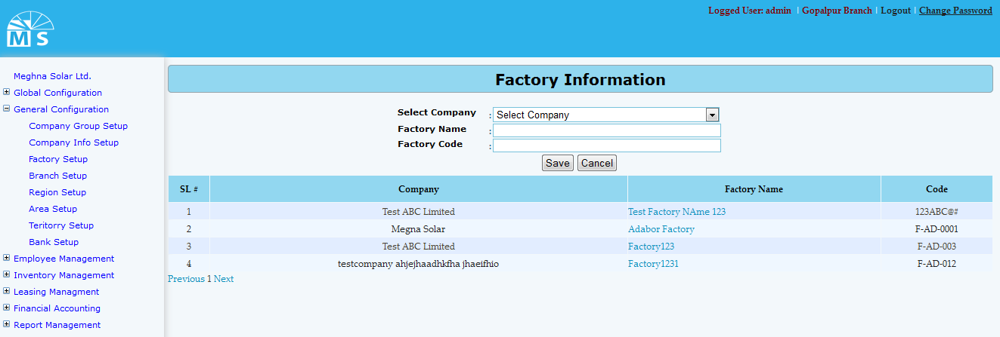 Logged User: admin | Gopalpur Branch | Logout | Change Password
M S
Meghna Solar Ltd.
Global Configuration
General Configuration
Company Group Setup
Company Info Setup
Factory Setup
Branch Setup
Region Setup
Area Setup
Teritorry Setup
Bank Setup
Employee Management
Inventory Management
Leasing Managment
Financial Accounting
Report Management
Factory Information
Select Company : Select Company
Factory Name :
Factory Code :
Save Cancel
SL # Company Factory Name Code
1 Test ABC Limited Test Factory NAme 123 123ABC@#
2 Megna Solar Adabor Factory F-AD-0001
3 Test ABC Limited Factory123 F-AD-003
4 testcompany ahjejhaadhkfha jhaeifhio Factory1231 F-AD-012
Previous 1 Next